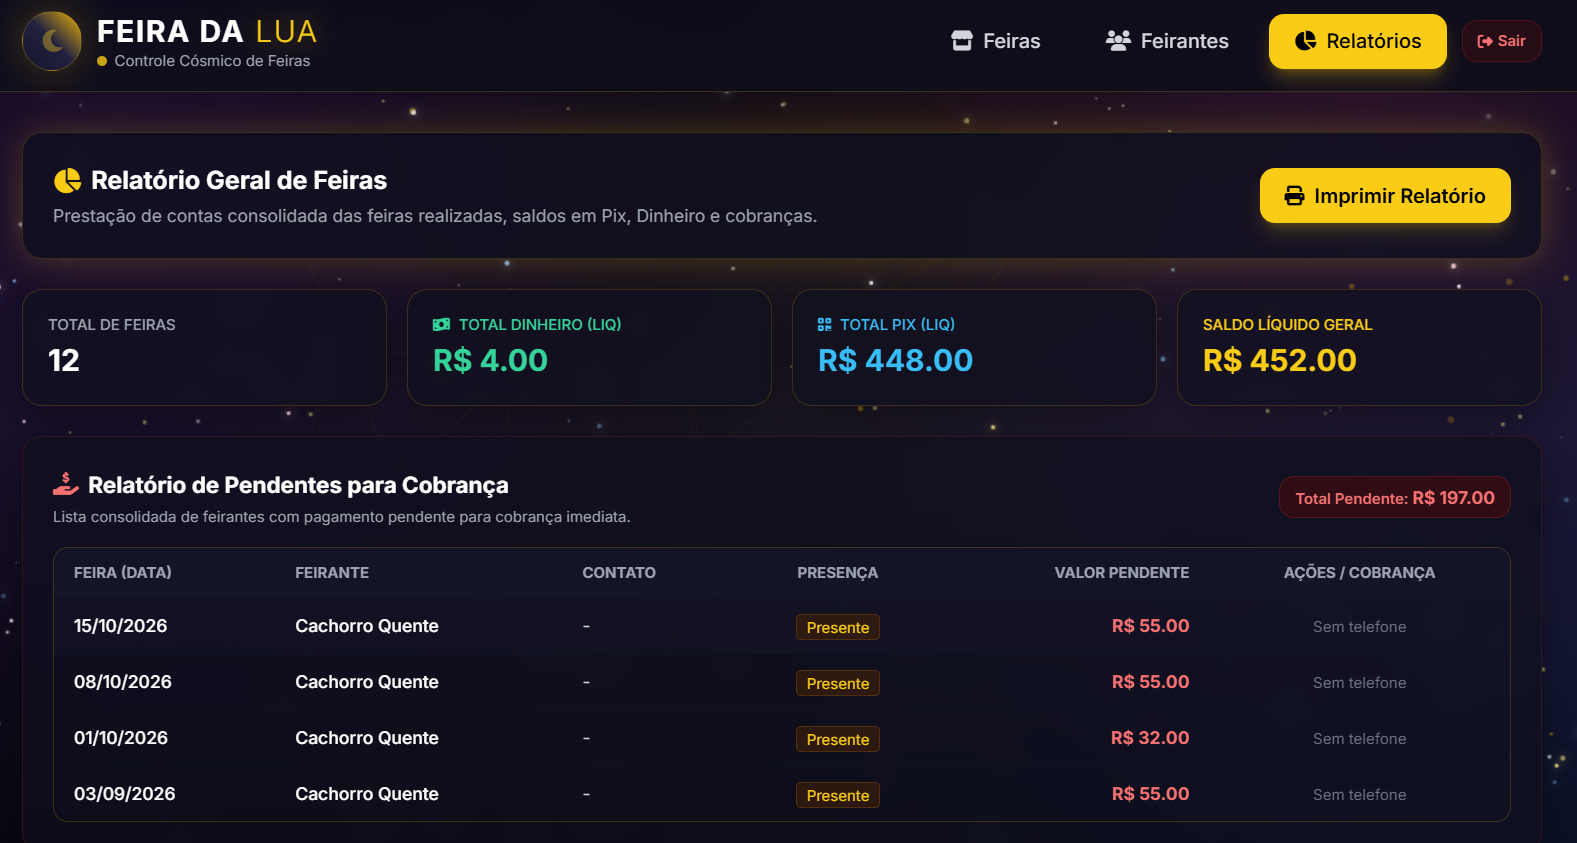 FEIRA DA LUA
Controle Cósmico de Feiras
Feiras
Feirantes
Relatórios
Sair
Relatório Geral de Feiras
Prestação de contas consolidada das feiras realizadas, saldos em Pix, Dinheiro e cobranças.
Imprimir Relatório
TOTAL DE FEIRAS
12
TOTAL DINHEIRO (LIQ)
R$ 4.00
TOTAL PIX (LIQ)
R$ 448.00
SALDO LÍQUIDO GERAL
R$ 452.00
Relatório de Pendentes para Cobrança
Lista consolidada de feirantes com pagamento pendente para cobrança imediata.
Total Pendente: R$ 197.00
FEIRA (DATA) FEIRANTE CONTATO PRESENÇA VALOR PENDENTE AÇÕES / COBRANÇA
15/10/2026 Cachorro Quente - Presente R$ 55.00 Sem telefone
08/10/2026 Cachorro Quente - Presente R$ 55.00 Sem telefone
01/10/2026 Cachorro Quente - Presente R$ 32.00 Sem telefone
03/09/2026 Cachorro Quente - Presente R$ 55.00 Sem telefone